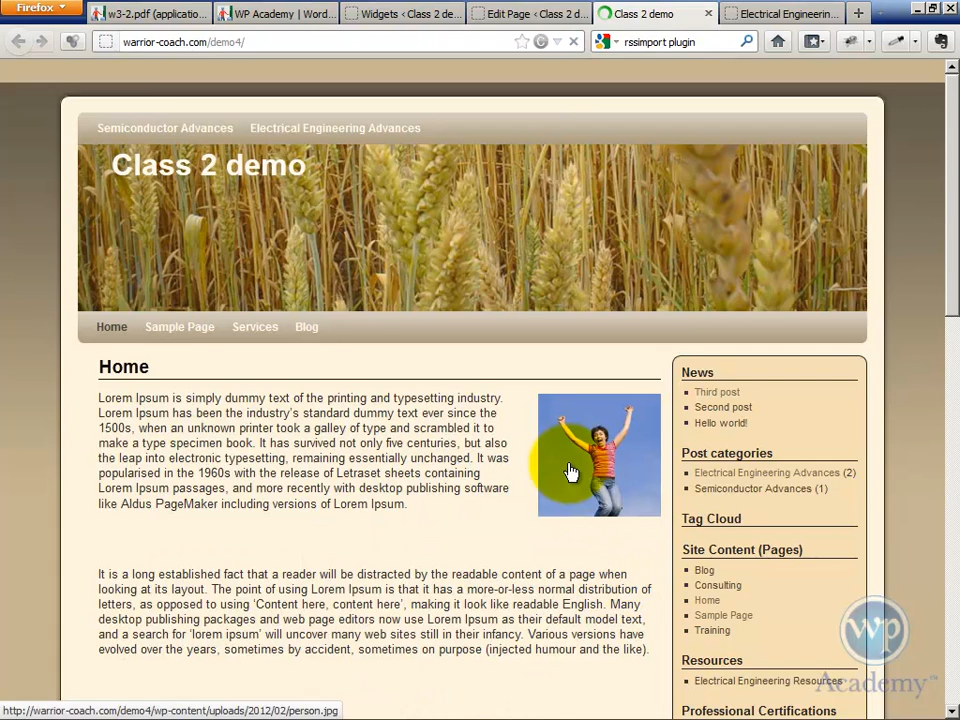 Firefox
w3-2.pdf (applicatio...
WP Academy | Word...
Widgets ‹ Class 2 de...
Edit Page ‹ Class 2 d...
Class 2 demo
Electrical Engineerin...
warrior-coach.com/demo4/
rssimport plugin
Semiconductor Advances Electrical Engineering Advances
Class 2 demo
Home Sample Page Services Blog
Home
Lorem Ipsum is simply dummy text of the printing and typesetting industry.
Lorem Ipsum has been the industry's standard dummy text ever since the
1500s, when an unknown printer took a galley of type and scrambled it to
make a type specimen book. It has survived not only five centuries, but also
the leap into electronic typesetting, remaining essentially unchanged. It was
popularised in the 1960s with the release of Letraset sheets containing
Lorem Ipsum passages, and more recently with desktop publishing software
like Aldus PageMaker including versions of Lorem Ipsum.
It is a long established fact that a reader will be distracted by the readable content of a page when
looking at its layout. The point of using Lorem Ipsum is that it has a more-or-less normal distribution of
letters, as opposed to using 'Content here, content here', making it look like readable English. Many
desktop publishing packages and web page editors now use Lorem Ipsum as their default model text,
and a search for 'lorem ipsum' will uncover many web sites still in their infancy. Various versions have
evolved over the years, sometimes by accident, sometimes on purpose (injected humour and the like).
News
Third post
Second post
Hello world!
Post categories
Electrical Engineering Advances (2)
Semiconductor Advances (1)
Tag Cloud
Site Content (Pages)
Blog
Consulting
Home
Sample Page
Training
Resources
Electrical Engineering Resources
Professional Certifications
wp
Academy™
http://warrior-coach.com/demo4/wp-content/uploads/2012/02/person.jpg